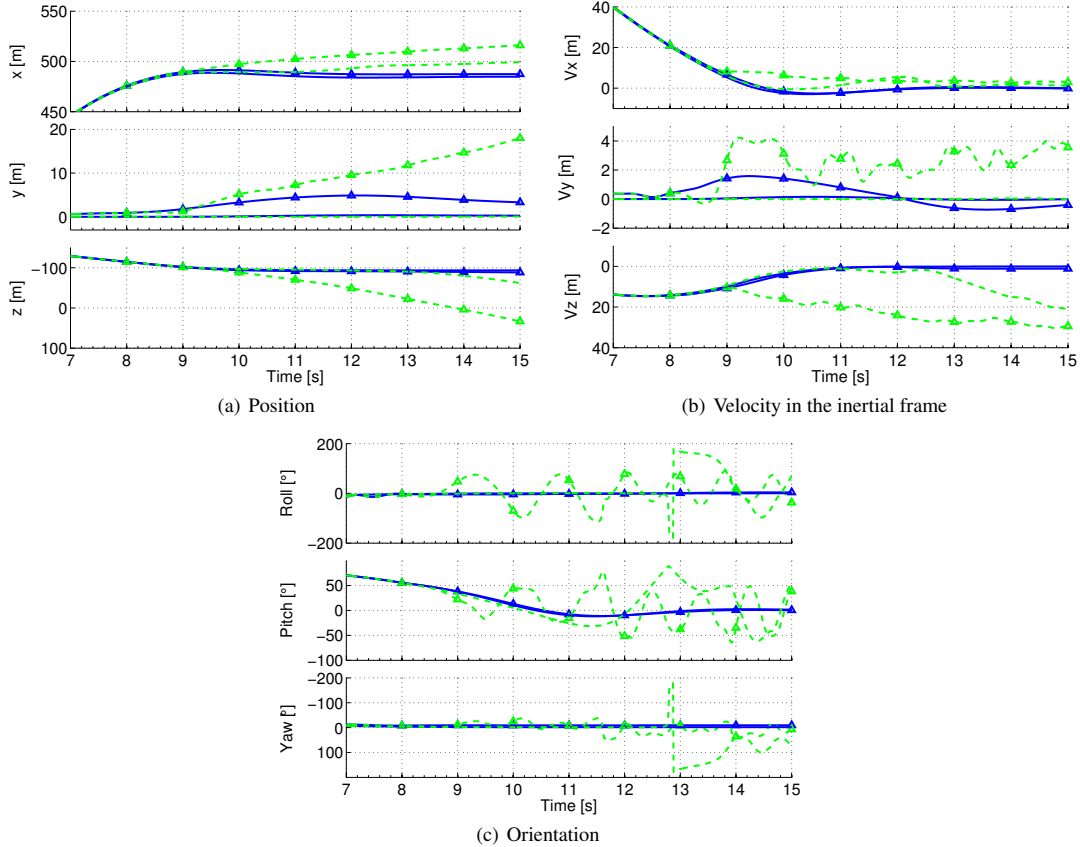 550
500
450
x [m]
20
10
0
y [m]
−100
0
100
z [m]
7 8 9 10 11 12 13 14 15
Time [s]
(a) Position
40
20
0
Vx [m]
4
2
0
−2
Vy [m]
0
20
40
Vz [m]
7 8 9 10 11 12 13 14 15
Time [s]
(b) Velocity in the inertial frame
200
0
−200
Roll [°]
50
0
−50
−100
Pitch [°]
−200
−100
0
100
Yaw [°]
7 8 9 10 11 12 13 14 15
Time [s]
(c) Orientation